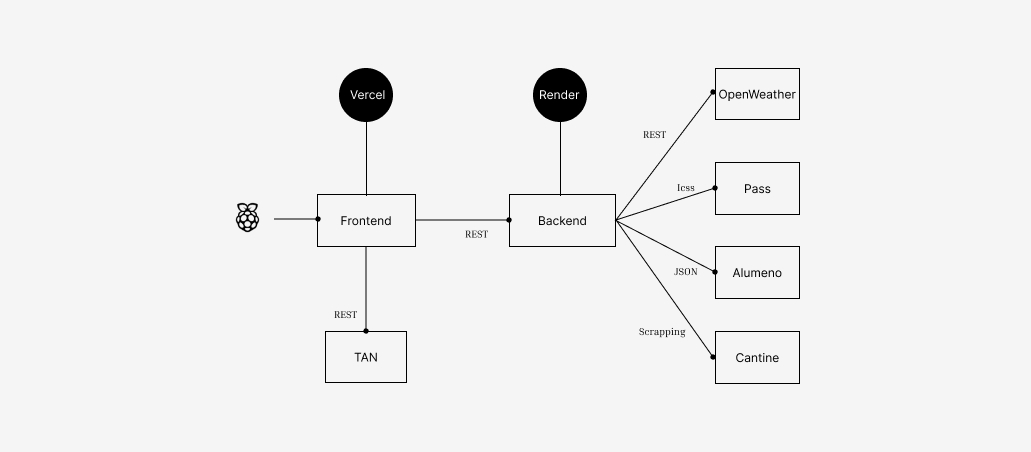 Vercel
Render
OpenWeather
REST
Icss
Pass
Frontend
Backend
REST
JSON
Alumeno
REST
Scrapping
TAN
Cantine